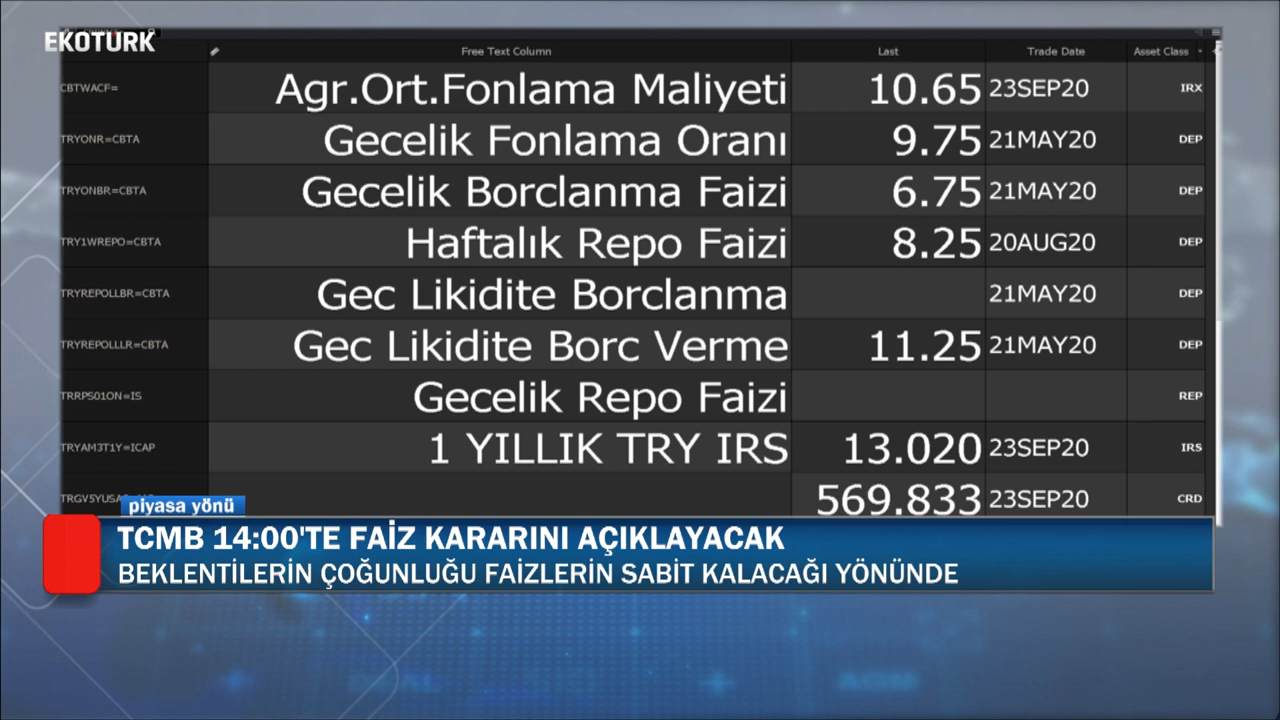 EKOTÜRK
Free Text Column Last Trade Date Asset Class
CBTWACF= Agr.Ort.Fonlama Maliyeti 10.65 23SEP20 IRX
TRYONR=CBTA Gecelik Fonlama Oranı 9.75 21MAY20 DEP
TRYONBR=CBTA Gecelik Borclanma Faizi 6.75 21MAY20 DEP
TRY1WREPO=CBTA Haftalık Repo Faizi 8.25 20AUG20 DEP
TRYREPOLLBR=CBTA Gec Likidite Borclanma 21MAY20 DEP
TRYREPOLLLR=CBTA Gec Likidite Borc Verme 11.25 21MAY20 DEP
TRRPS01ON=IS Gecelik Repo Faizi REP
TRYAM3T1Y=ICAP 1 YILLIK TRY IRS 13.020 23SEP20 IRS
569.833 23SEP20 CRD
piyasa yönü
TCMB 14:00'TE FAİZ KARARINI AÇIKLAYACAK
BEKLENTİLERİN ÇOĞUNLUĞU FAİZLERİN SABİT KALACAĞI YÖNÜNDE